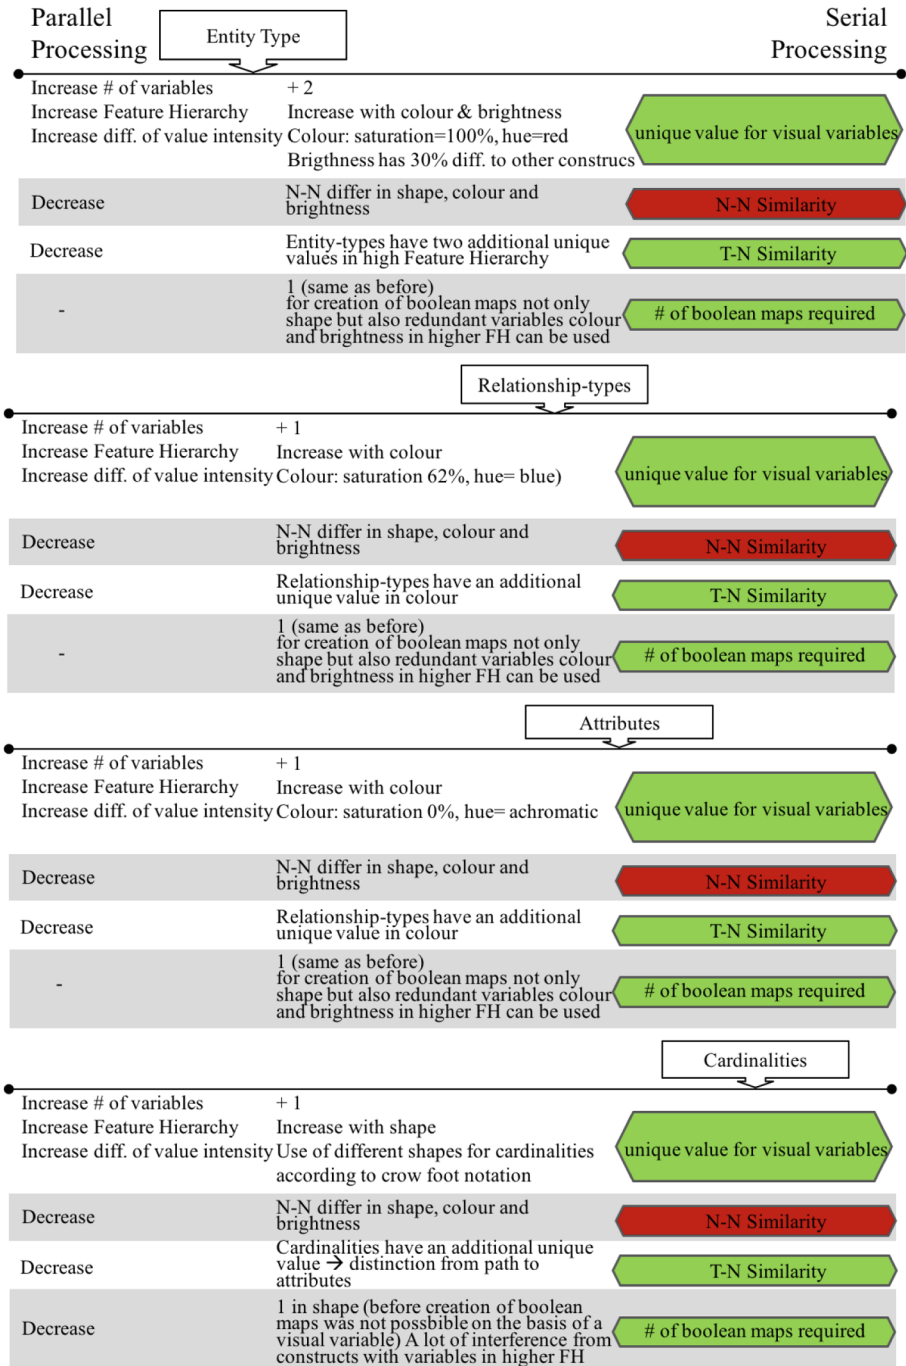 Parallel
Processing
Entity Type
Serial
Processing
Increase # of variables + 2
Increase Feature Hierarchy Increase with colour & brightness
Increase diff. of value intensity Colour: saturation=100%, hue=red
Brigthness has 30% diff. to other construcs
unique value for visual variables
Decrease
N-N differ in shape, colour and
brightness
N-N Similarity
Decrease
Entity-types have two additional unique
values in high Feature Hierarchy
T-N Similarity
-
1 (same as before)
for creation of boolean maps not only
shape but also redundant variables colour
and brightness in higher FH can be used
# of boolean maps required
Relationship-types
Increase # of variables + 1
Increase Feature Hierarchy Increase with colour
Increase diff. of value intensity Colour: saturation 62%, hue= blue)
unique value for visual variables
Decrease
N-N differ in shape, colour and
brightness
N-N Similarity
Decrease
Relationship-types have an additional
unique value in colour
T-N Similarity
-
1 (same as before)
for creation of boolean maps not only
shape but also redundant variables colour
and brightness in higher FH can be used
# of boolean maps required
Attributes
Increase # of variables + 1
Increase Feature Hierarchy Increase with colour
Increase diff. of value intensity Colour: saturation 0%, hue= achromatic
unique value for visual variables
Decrease
N-N differ in shape, colour and
brightness
N-N Similarity
Decrease
Relationship-types have an additional
unique value in colour
T-N Similarity
-
1 (same as before)
for creation of boolean maps not only
shape but also redundant variables colour
and brightness in higher FH can be used
# of boolean maps required
Cardinalities
Increase # of variables + 1
Increase Feature Hierarchy Increase with shape
Increase diff. of value intensity Use of different shapes for cardinalities
according to crow foot notation
unique value for visual variables
Decrease
N-N differ in shape, colour and
brightness
N-N Similarity
Decrease
Cardinalities have an additional unique
value → distinction from path to
attributes
T-N Similarity
Decrease
1 in shape (before creation of boolean
maps was not possbible on the basis of a
visual variable) A lot of interference from
constructs with variables in higher FH
# of boolean maps required